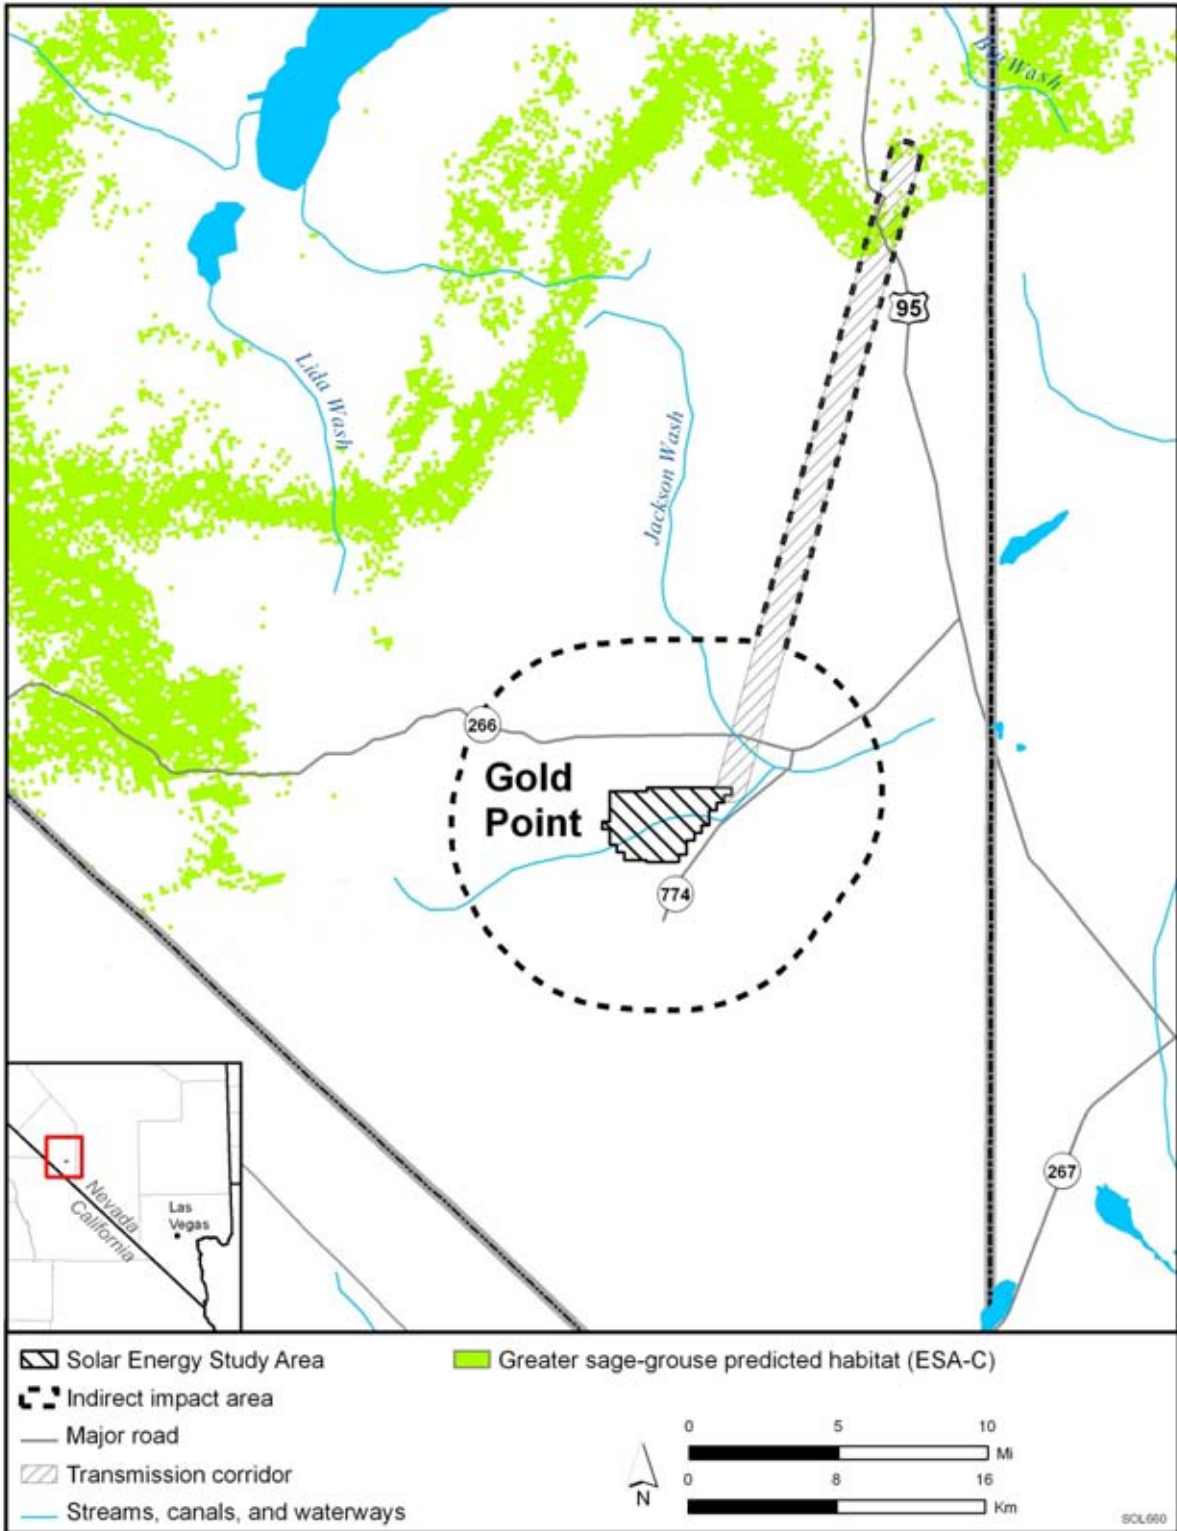 Big Wash
95
Lida Wash
Jackson Wash
266
Gold
Point
774
267
Nevada
California
Las
Vegas
Solar Energy Study Area
Greater sage-grouse predicted habitat (ESA-C)
Indirect impact area
Major road
Transmission corridor
Streams, canals, and waterways
0 5 10
Mi
0 8 16
Km
N
SOL660